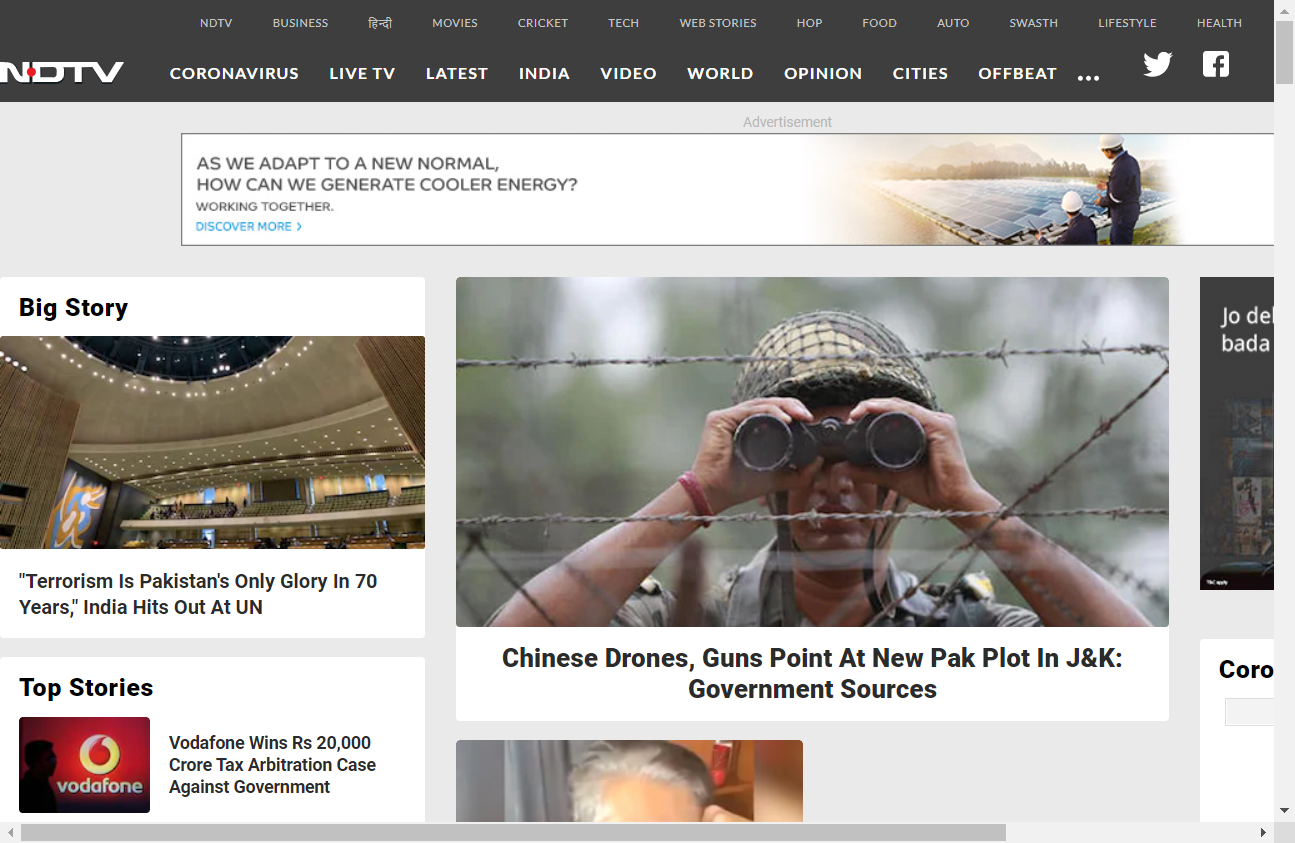 NDTV BUSINESS हिन्दी MOVIES CRICKET TECH WEB STORIES HOP FOOD AUTO SWASTH LIFESTYLE HEALTH
NDTV
CORONAVIRUS LIVE TV LATEST INDIA VIDEO WORLD OPINION CITIES OFFBEAT ...
Advertisement
AS WE ADAPT TO A NEW NORMAL,
HOW CAN WE GENERATE COOLER ENERGY?
WORKING TOGETHER.
DISCOVER MORE >
Big Story
"Terrorism Is Pakistan's Only Glory In 70
Years," India Hits Out At UN
Top Stories
vodafone
Vodafone Wins Rs 20,000
Crore Tax Arbitration Case
Against Government
Chinese Drones, Guns Point At New Pak Plot In J&K:
Government Sources
Jo del
bada
T&C apply
Coro